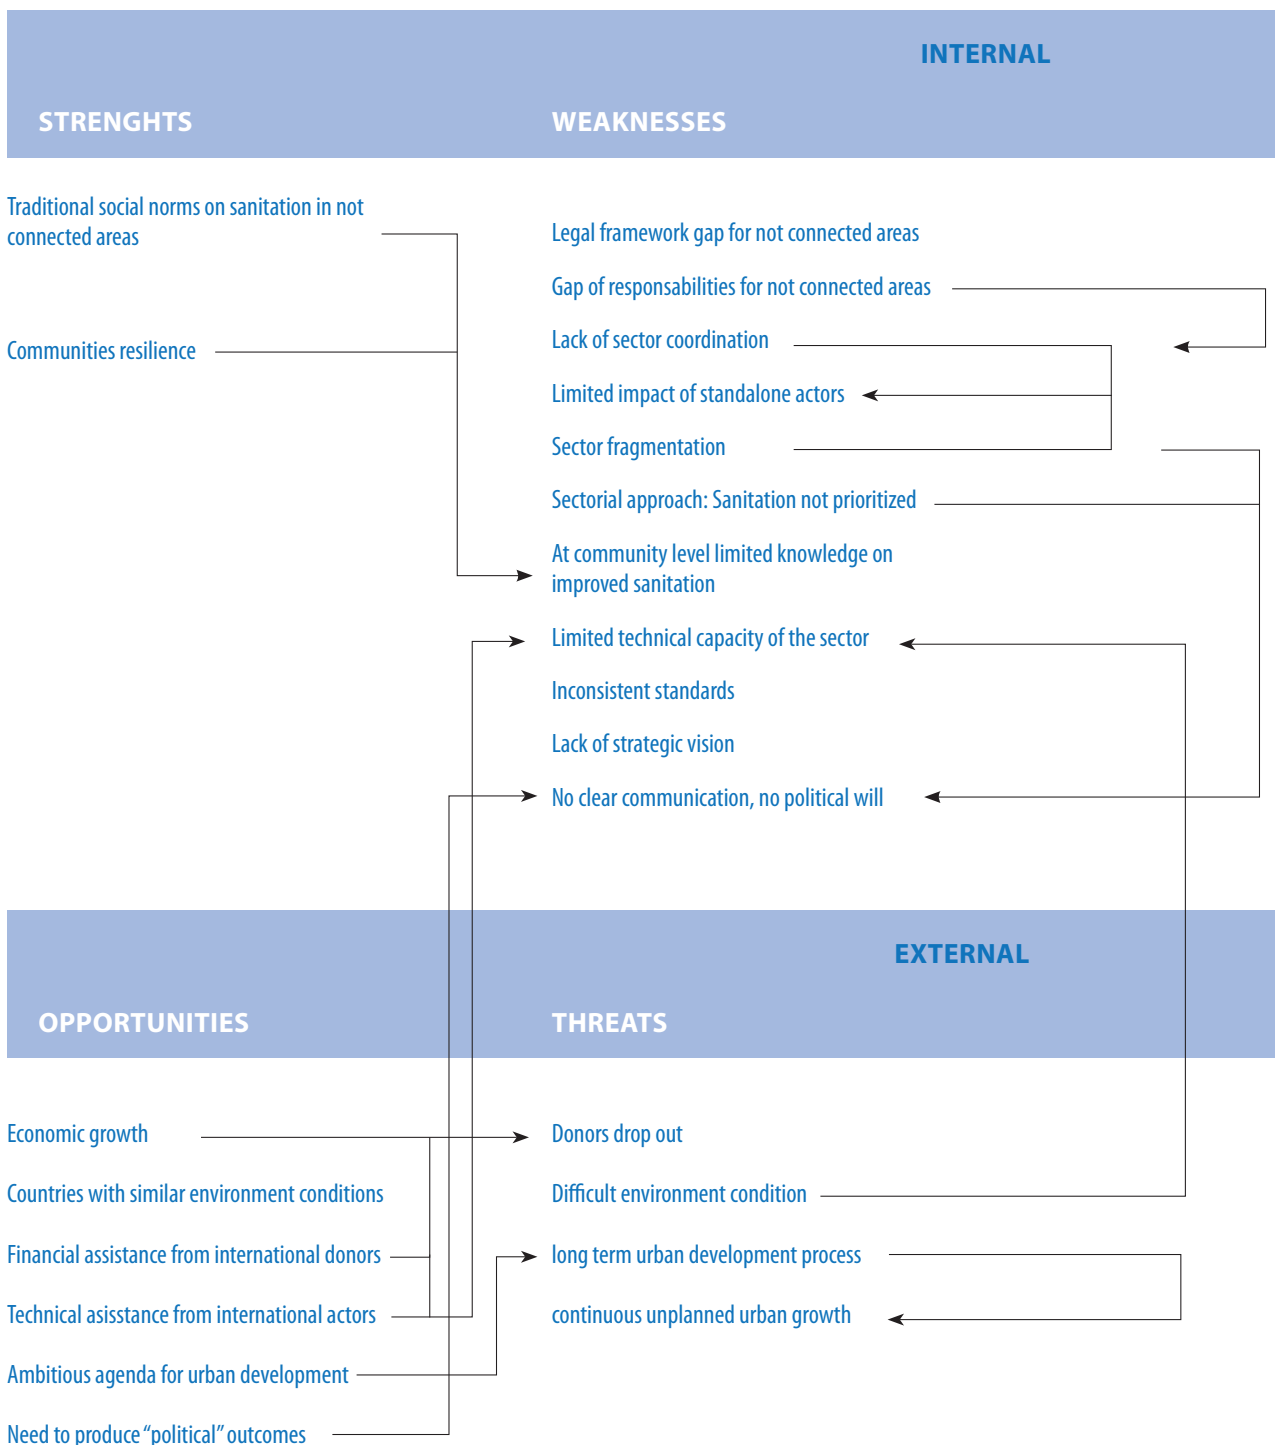 INTERNAL
STRENGHTS
WEAKNESSES
Traditional social norms on sanitation in not
connected areas
Communities resilience
Legal framework gap for not connected areas
Gap of responsabilities for not connected areas
Lack of sector coordination
Limited impact of standalone actors
Sector fragmentation
Sectorial approach: Sanitation not prioritized
At community level limited knowledge on
improved sanitation
Limited technical capacity of the sector
Inconsistent standards
Lack of strategic vision
No clear communication, no political will
EXTERNAL
OPPORTUNITIES
THREATS
Economic growth
Countries with similar environment conditions
Financial assistance from international donors
Technical asisstance from international actors
Ambitious agenda for urban development
Need to produce “political” outcomes
Donors drop out
Difficult environment condition
long term urban development process
continuous unplanned urban growth